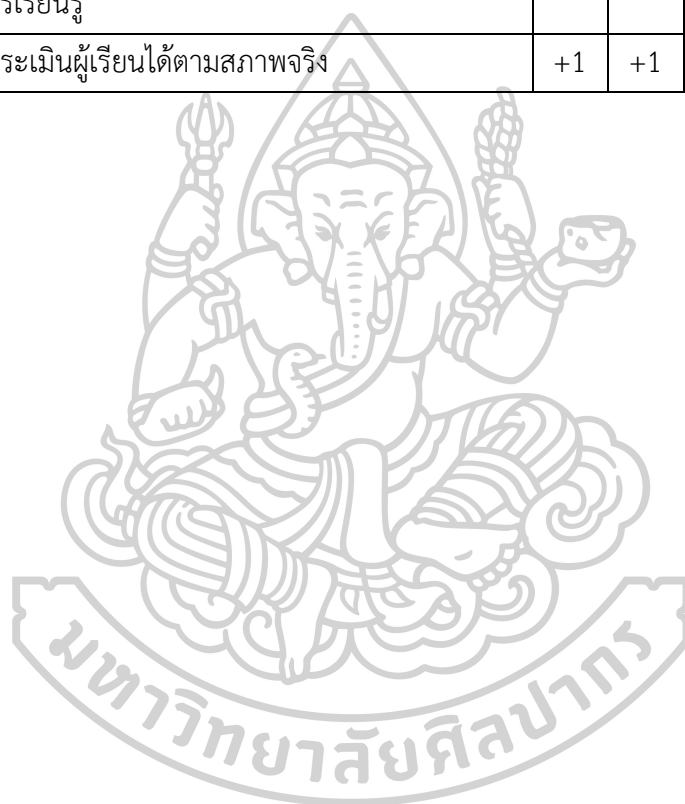 รเรียนรู้
ระเมินผู้เรียนได้ตามสภาพจริง +1 +1
มหาวิทยาลัยศิลปากร